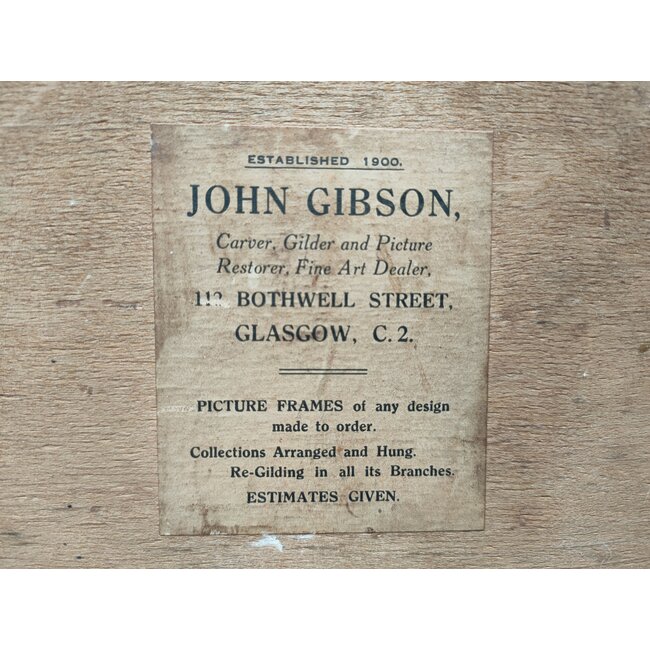 ESTABLISHED 1900.
JOHN GIBSON,
Carver, Gilder and Picture
Restorer, Fine Art Dealer,
BOTHWELL STREET,
GLASGOW, C. 2.
PICTURE FRAMES of any design
made to order.
Collections Arranged and Hung.
Re-Gilding in all its Branches.
ESTIMATES GIVEN.